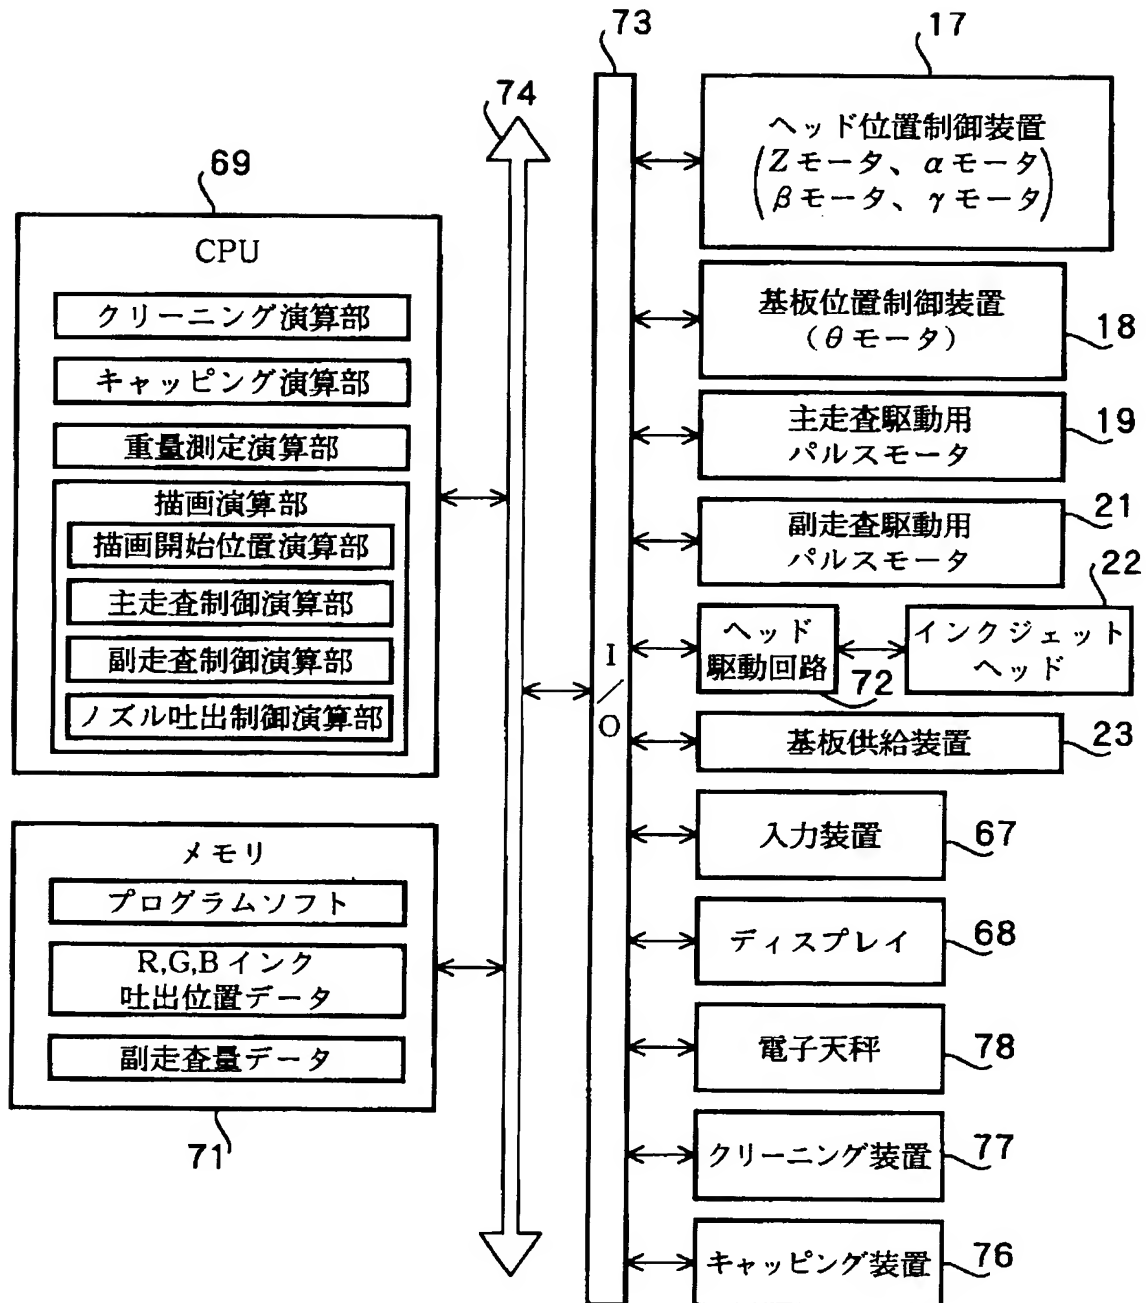 73
17
74
ヘッド位置制御装置
(Zモータ、αモータ
βモータ、γモータ)
69
CPU
クリーニング演算部
キャッピング演算部
重量測定演算部
描画演算部
描画開始位置演算部
主走査制御演算部
副走査制御演算部
ノズル吐出制御演算部
基板位置制御装置
(θモータ)
18
主走査駆動用
パルスモータ
19
副走査駆動用
パルスモータ
21
22
I/O
ヘッド
駆動回路
72
インクジェット
ヘッド
基板供給装置
23
メモリ
プログラムソフト
R,G,Bインク
吐出位置データ
副走査量データ
71
入力装置
67
ディスプレイ
68
電子天秤
78
クリーニング装置
77
キャッピング装置
76